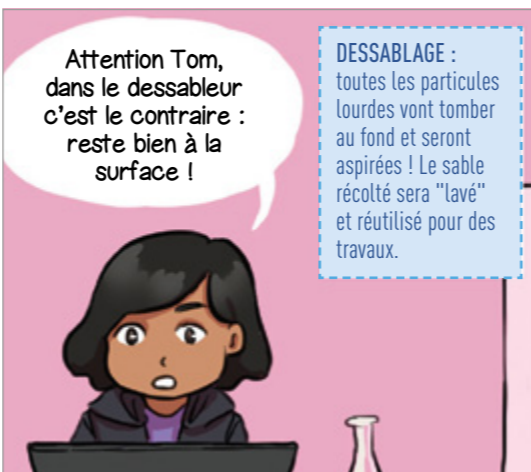 Attention Tom,
dans le dessableur
c'est le contraire :
reste bien à la
surface !
DESSABLAGE :
toutes les particules
lourdes vont tomber
au fond et seront
aspirées ! Le sable
récolté sera "lavé"
et réutilisé pour des
travaux.